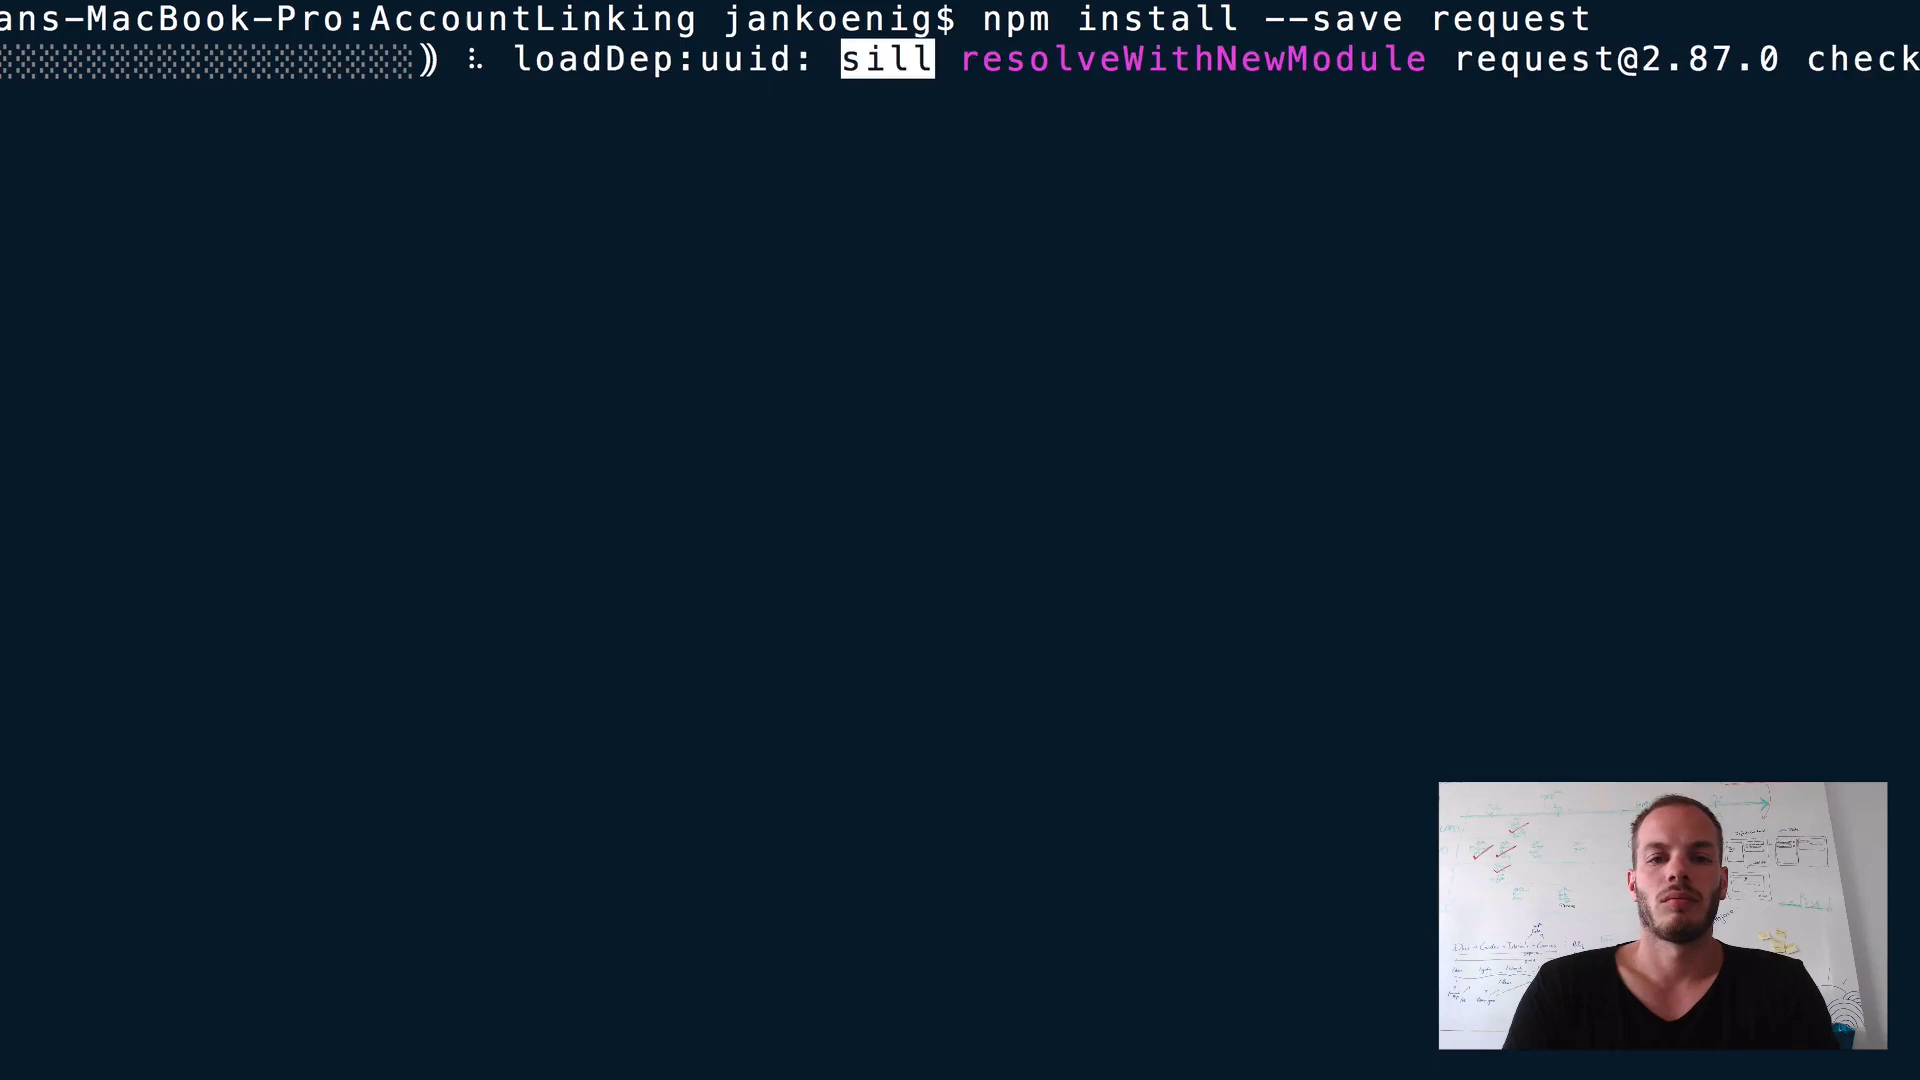 ans-MacBook-Pro:AccountLinking jankoenig$ npm install --save request
░░░░░░░░░░░░░░░░░░) ⠧ loadDep:uuid: sill resolveWithNewModule request@2.87.0 check